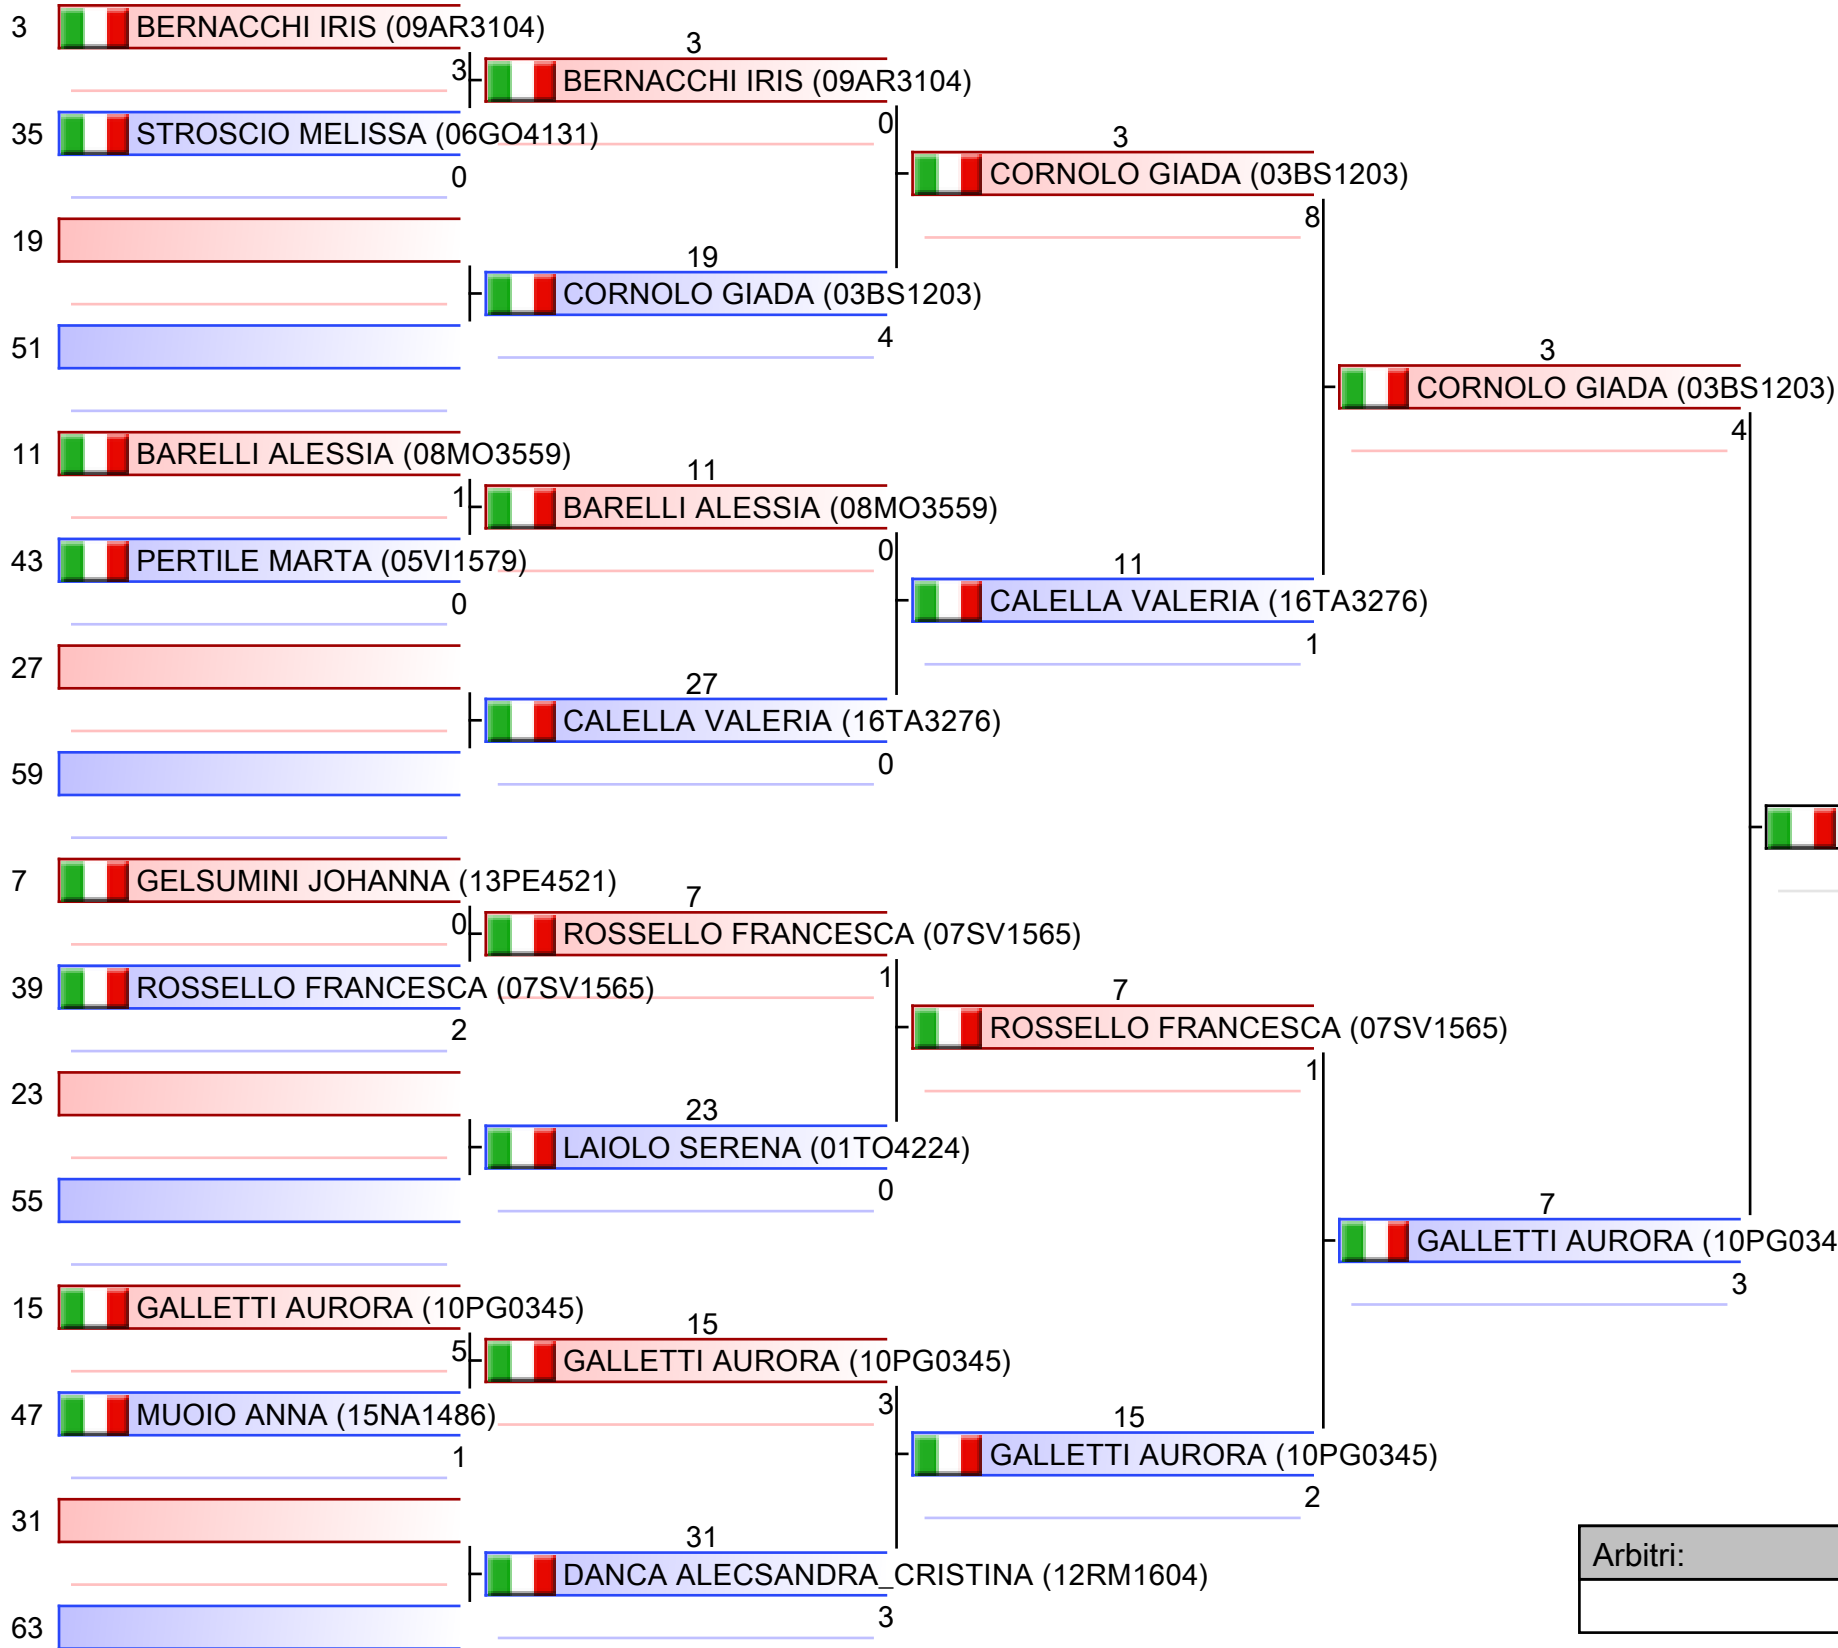 3 BERNACCHI IRIS (09AR3104)
3
3
BERNACCHI IRIS (09AR3104)
35 STROSCIO MELISSA (06GO4131)
0
3
CORNOLO GIADA (03BS1203)
0
8
19
19
CORNOLO GIADA (03BS1203)
4
51
3
CORNOLO GIADA (03BS1203)
4
11 BARELLI ALESSIA (08MO3559)
11
1
BARELLI ALESSIA (08MO3559)
0
43 PERTILE MARTA (05VI1579)
0
11
CALELLA VALERIA (16TA3276)
1
27
27
CALELLA VALERIA (16TA3276)
0
59
7 GELSUMINI JOHANNA (13PE4521)
7
0
ROSSELLO FRANCESCA (07SV1565)
1
39 ROSSELLO FRANCESCA (07SV1565)
2
7
ROSSELLO FRANCESCA (07SV1565)
1
23
23
LAIOLO SERENA (01TO4224)
0
55
7
GALLETTI AURORA (10PG034
3
15 GALLETTI AURORA (10PG0345)
15
5
GALLETTI AURORA (10PG0345)
3
47 MUOIO ANNA (15NA1486)
1
15
GALLETTI AURORA (10PG0345)
2
31
31
DANCA ALECSANDRA_CRISTINA (12RM1604)
3
63
Arbitri: